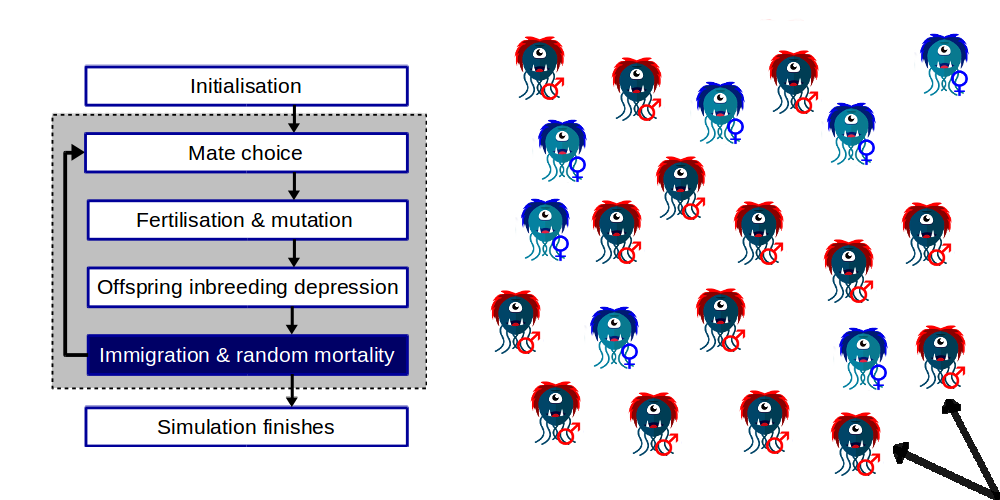 Initialisation
Mate choice
Fertilisation & mutation
Offspring inbreeding depression
Immigration & random mortality
Simulation finishes